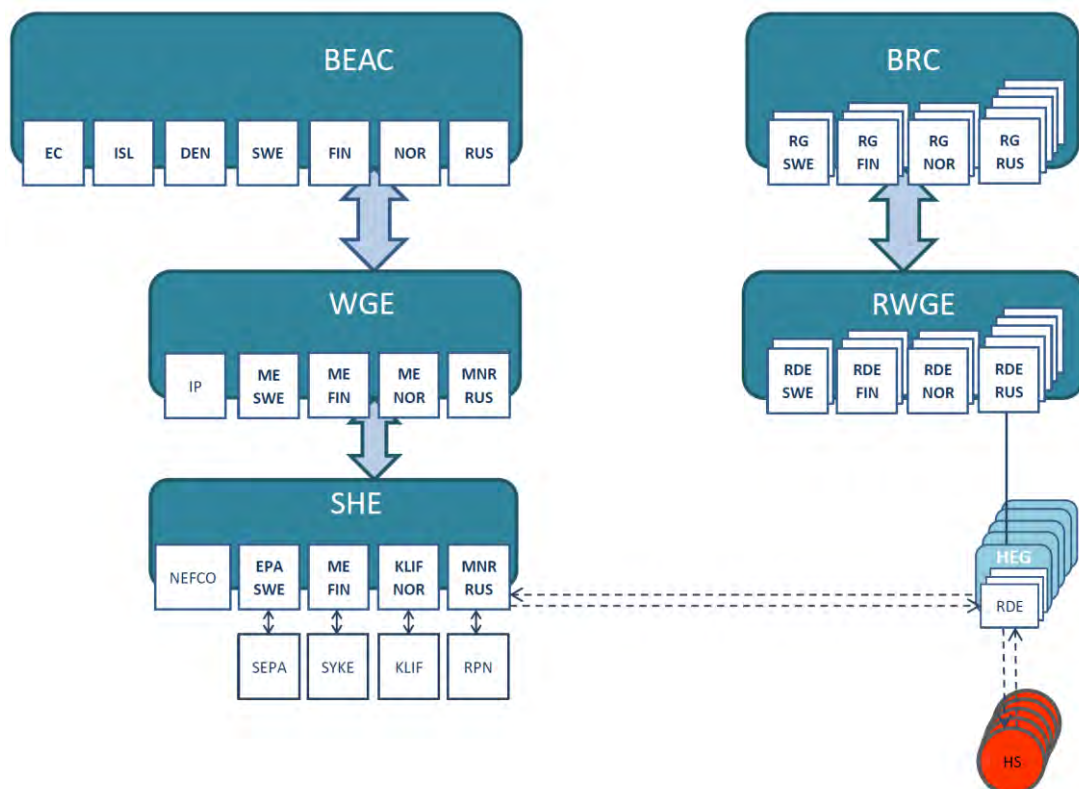 BEAC
BRC
EC
ISL
DEN
SWE
FIN
NOR
RUS
RG
SWE
RG
FIN
RG
NOR
RG
RUS
WGE
RWGE
IP
ME
SWE
ME
FIN
ME
NOR
MNR
RUS
RDE
SWE
RDE
FIN
RDE
NOR
RDE
RUS
SHE
NEFCO
EPA
SWE
ME
FIN
KLIF
NOR
MNR
RUS
HEG
RDE
SEPA
SYKE
KLIF
RPN
HS